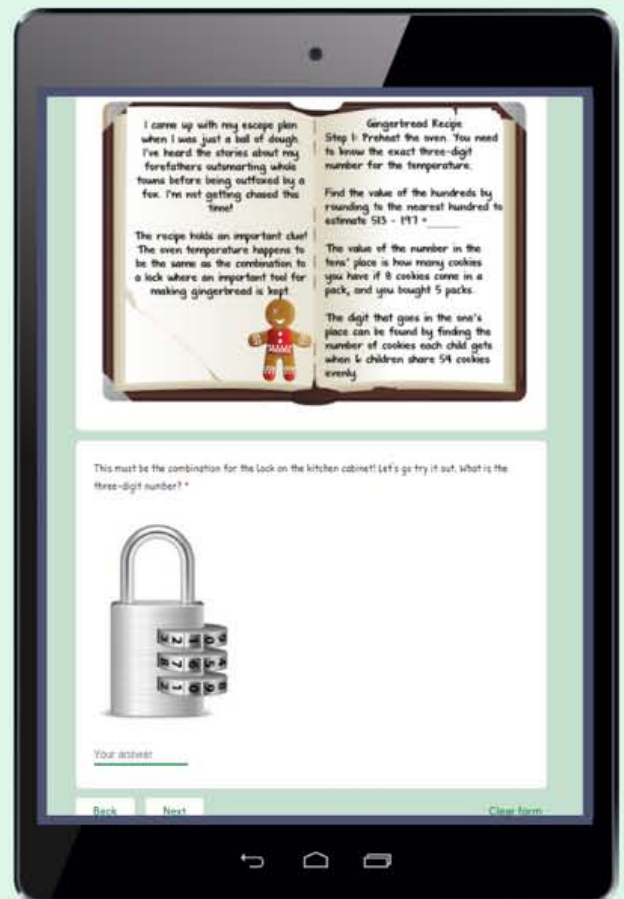 I came up with my escape plan
when I was just a ball of dough.
I've heard the stories about my
forefathers outsmarting whole
towns before being outfoxed by a
fox. I'm not getting chased this
time!
The recipe holds an important clue!
The oven temperature happens to
be the same as the combination to
a lock where an important tool for
making gingerbread is kept.
Gingerbread Recipe
Step 1: Preheat the oven. You need
to know the exact three-digit
number for the temperature.
Find the value of the hundreds by
rounding to the nearest hundred to
estimate 513 - 197 = _____
The value of the number in the
tens' place is how many cookies
you have if 8 cookies come in a
pack, and you bought 5 packs.
The digit that goes in the one's
place can be found by finding the
number of cookies each child gets
when 6 children share 54 cookies
evenly.
This must be the combination for the lock on the kitchen cabinet! Let's go try it out. What is the
three-digit number? *
Your answer
Back Next Clear form